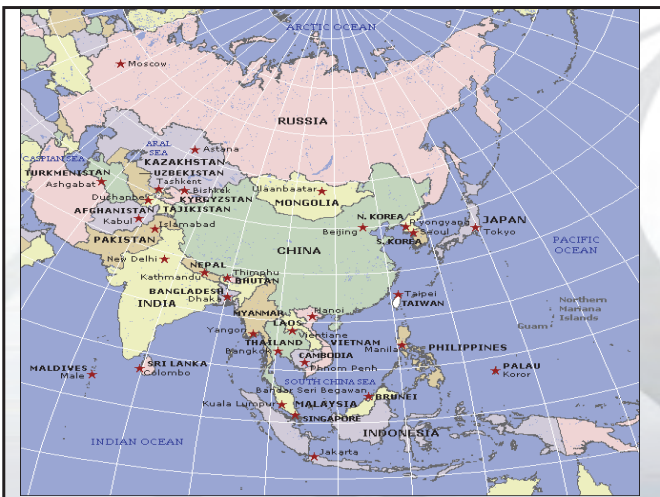 ARCTIC OCEAN
Moscow
RUSSIA
ARAL
SEA
Astana
CASPIAN SEA
KAZAKHSTAN
TURKMENISTAN
UZBEKISTAN
Ashgabat
Tashkent
Bishkek
Ulaanbaatar
Duchanbe
KYRGYZSTAN
MONGOLIA
TAJIKISTAN
AFGHANISTAN
N. KOREA
P'yongyang
JAPAN
Kabul
Islamabad
Beijing
Seoul
Tokyo
S. KOREA
PAKISTAN
PACIFIC
OCEAN
CHINA
New Delhi
NEPAL
Kathmandu
Thimphu
BHUTAN
BANGLADESH
Taipei
INDIA
Dhaka
TAIWAN
Northern
Mariana
Islands
MYANMAR
Hanoi
LAOS
Guam
Yangon
Vientiane
THAILAND
VIETNAM
Bangkok
Manila
PHILIPPINES
CAMBODIA
MALDIVES
SRI LANKA
Phnom Penh
PALAU
Male
Colombo
Koror
SOUTH CHINA SEA
Bandar Seri Begawan
BRUNEI
Kuala Lumpur
MALAYSIA
SINGAPORE
INDONESIA
INDIAN OCEAN
Jakarta